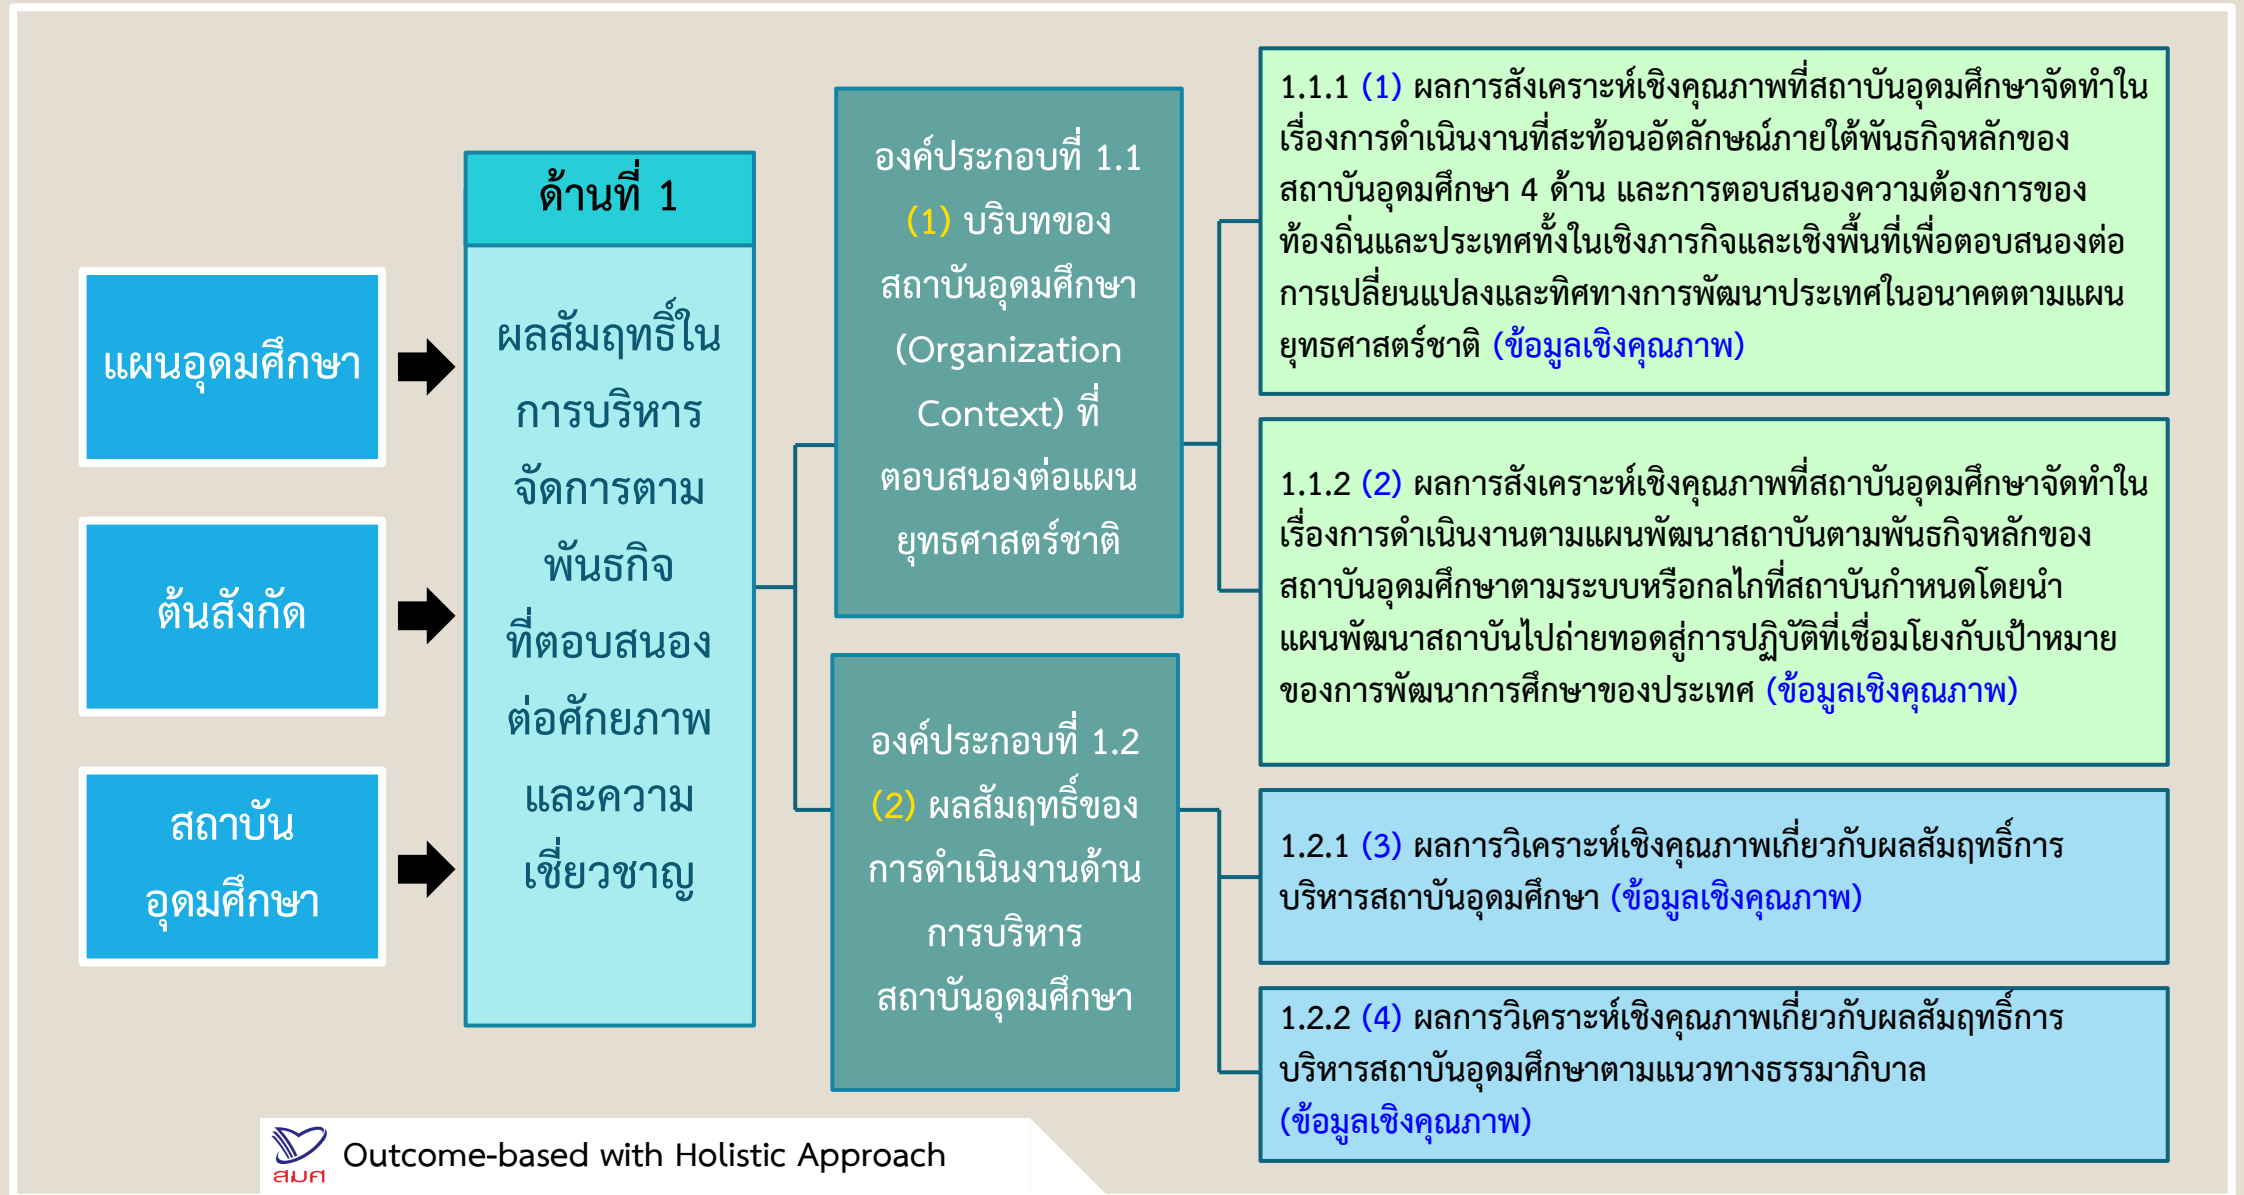 แผนอุดมศึกษา
ต้นสังกัด
สถาบัน
อุดมศึกษา
ด้านที่ 1
ผลสัมฤทธิ์ใน
การบริหาร
จัดการตาม
พันธกิจ
ที่ตอบสนอง
ต่อศักยภาพ
และความ
เชี่ยวชาญ
องค์ประกอบที่ 1.1
(1) บริบทของ
สถาบันอุดมศึกษา
(Organization
Context) ที่
ตอบสนองต่อแผน
ยุทธศาสตร์ชาติ
องค์ประกอบที่ 1.2
(2) ผลสัมฤทธิ์ของ
การดำเนินงานด้าน
การบริหาร
สถาบันอุดมศึกษา
1.1.1 (1) ผลการสังเคราะห์เชิงคุณภาพที่สถาบันอุดมศึกษาจัดทำใน
เรื่องการดำเนินงานที่สะท้อนอัตลักษณ์ภายใต้พันธกิจหลักของ
สถาบันอุดมศึกษา 4 ด้าน และการตอบสนองความต้องการของ
ท้องถิ่นและประเทศทั้งในเชิงภารกิจและเชิงพื้นที่เพื่อตอบสนองต่อ
การเปลี่ยนแปลงและทิศทางการพัฒนาประเทศในอนาคตตามแผน
ยุทธศาสตร์ชาติ (ข้อมูลเชิงคุณภาพ)
1.1.2 (2) ผลการสังเคราะห์เชิงคุณภาพที่สถาบันอุดมศึกษาจัดทำใน
เรื่องการดำเนินงานตามแผนพัฒนาสถาบันตามพันธกิจหลักของ
สถาบันอุดมศึกษาตามระบบหรือกลไกที่สถาบันกำหนดโดยนำ
แผนพัฒนาสถาบันไปถ่ายทอดสู่การปฏิบัติที่เชื่อมโยงกับเป้าหมาย
ของการพัฒนาการศึกษาของประเทศ (ข้อมูลเชิงคุณภาพ)
1.2.1 (3) ผลการวิเคราะห์เชิงคุณภาพเกี่ยวกับผลสัมฤทธิ์การ
บริหารสถาบันอุดมศึกษา (ข้อมูลเชิงคุณภาพ)
1.2.2 (4) ผลการวิเคราะห์เชิงคุณภาพเกี่ยวกับผลสัมฤทธิ์การ
บริหารสถาบันอุดมศึกษาตามแนวทางธรรมาภิบาล
(ข้อมูลเชิงคุณภาพ)
สมศ
Outcome-based with Holistic Approach